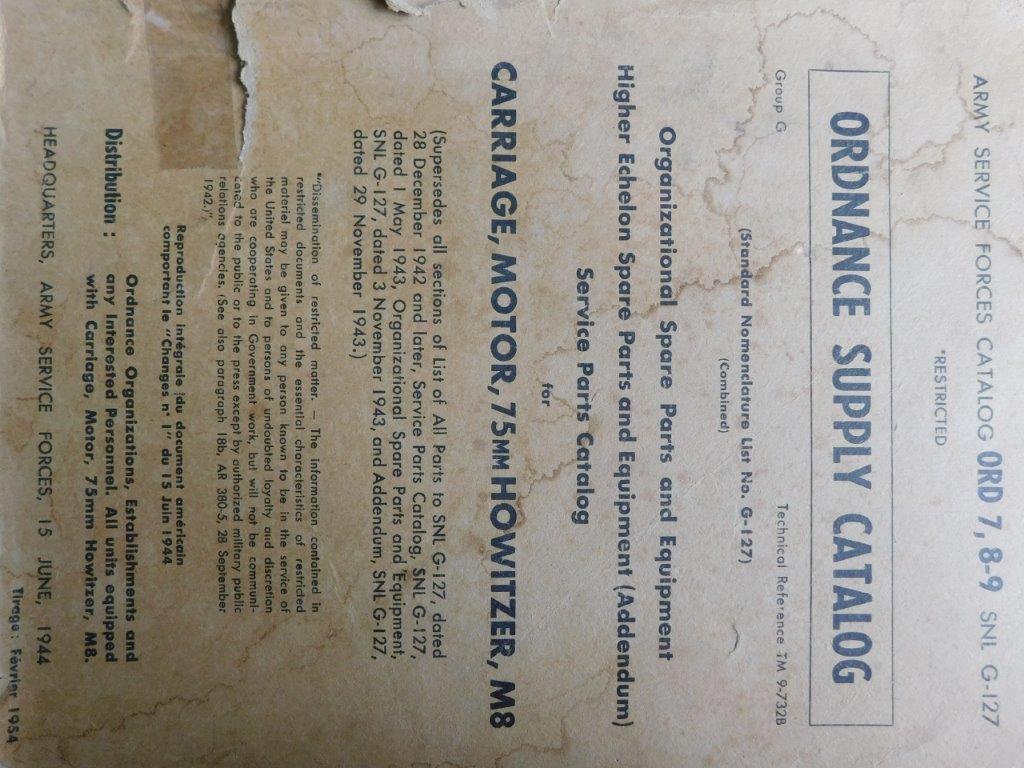 ARMY SERVICE FORCES CATALOG ORD 7, 8-9 SNL G-127
*RESTRICTED
ORDNANCE SUPPLY CATALOG
Group G
Technical Reference TM 9-732B
(Standard Nomenclature List No. G-127)
(Combined)
Organizational Spare Parts and Equipment
Higher Echelon Spare Parts and Equipment (Addendum)
Service Parts Catalog
for
CARRIAGE, MOTOR, 75MM HOWITZER, M8
(Supersedes all sections of List of All Parts to SNL G-127, dated
28 December 1942 and later, Service Parts Catalog, SNL G-127,
dated 1 May 1943, Organizational Spare Parts and Equipment,
SNL G-127, dated 3 November 1943, and Addendum, SNL G-127,
dated 29 November 1943.)
*"Dissemination of restricted matter. — The information contained in
restricted documents and the essential characteristics of restricted
materiel may be given to any person known to be in the service of
the United States and to persons of undoubted loyalty and discretion
who are cooperating in Government work, but will not be communi-
cated to the public or to the press except by authorized military public
relations agencies. (See also paragraph 18b, AR 380-5, 28 September
1942.)"
Reproduction intégrale du document américain
comportant le "Changes n° 1" du 15 Juin 1944
Distribution : Ordnance Organizations, Establishments and
any Interested Personnel. All units equipped
with Carriage, Motor, 75mm Howitzer, M8.
HEADQUARTERS, ARMY SERVICE FORCES, 15 JUNE, 1944
Tirage : Février 1954